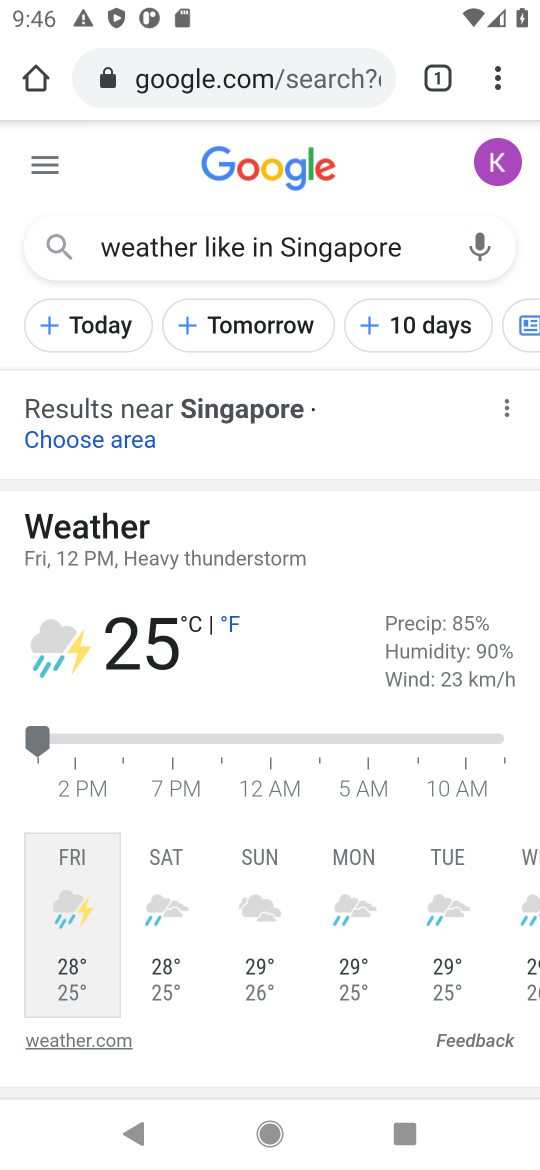 9:46
google.com/search?
1
Google
K
weather like in Singapore
Today
Tomorrow
10 days
Results near Singapore ·
Choose area
Weather
Fri, 12 PM, Heavy thunderstorm
25 °C | °F
Precip: 85%
Humidity: 90%
Wind: 23 km/h
2 PM 7 PM 12 AM 5 AM 10 AM
FRI SAT SUN MON TUE
28° 28° 29° 29° 29°
25° 25° 26° 25° 25°
weather.com
Feedback